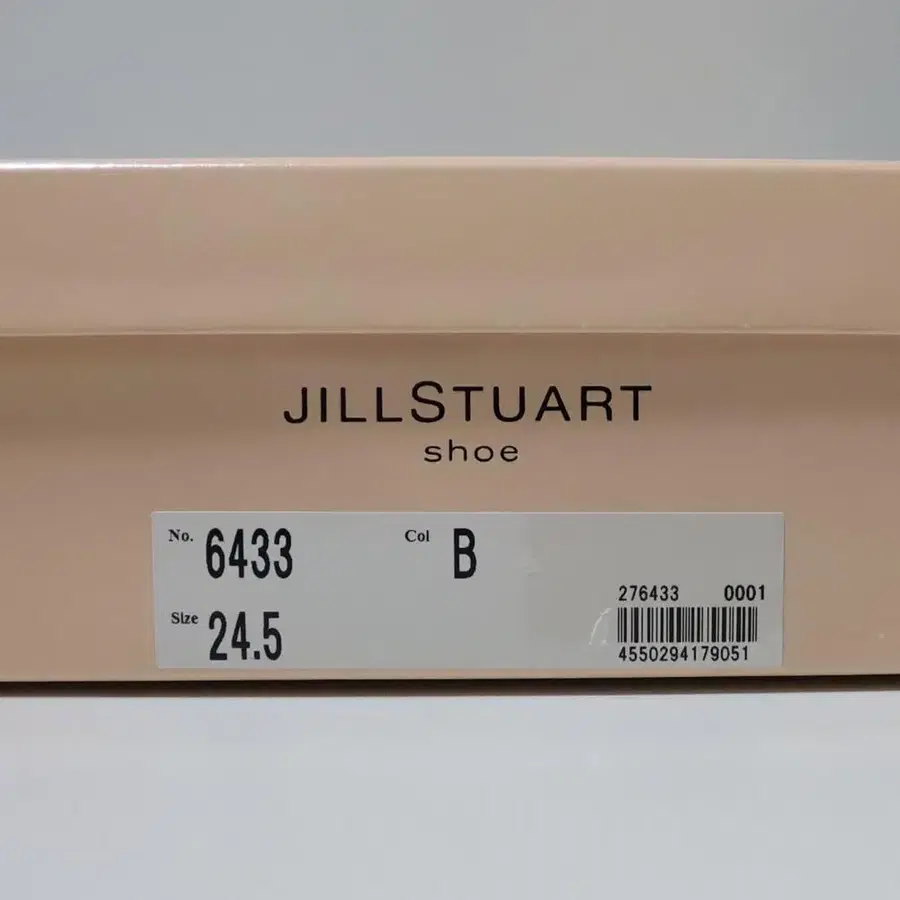 JILLSTUART
shoe
No. 6433 Col B
276433 0001
Size 24.5
4550294179051